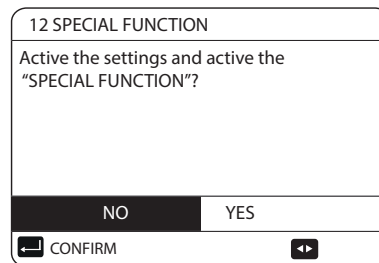 12 SPECIAL FUNCTION
Active the settings and active the
“SPECIAL FUNCTION”?
NO YES
CONFIRM